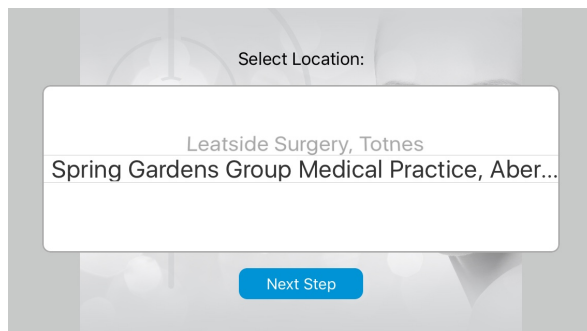 Select Location:
Leatside Surgery, Totnes
Spring Gardens Group Medical Practice, Aber...
Next Step